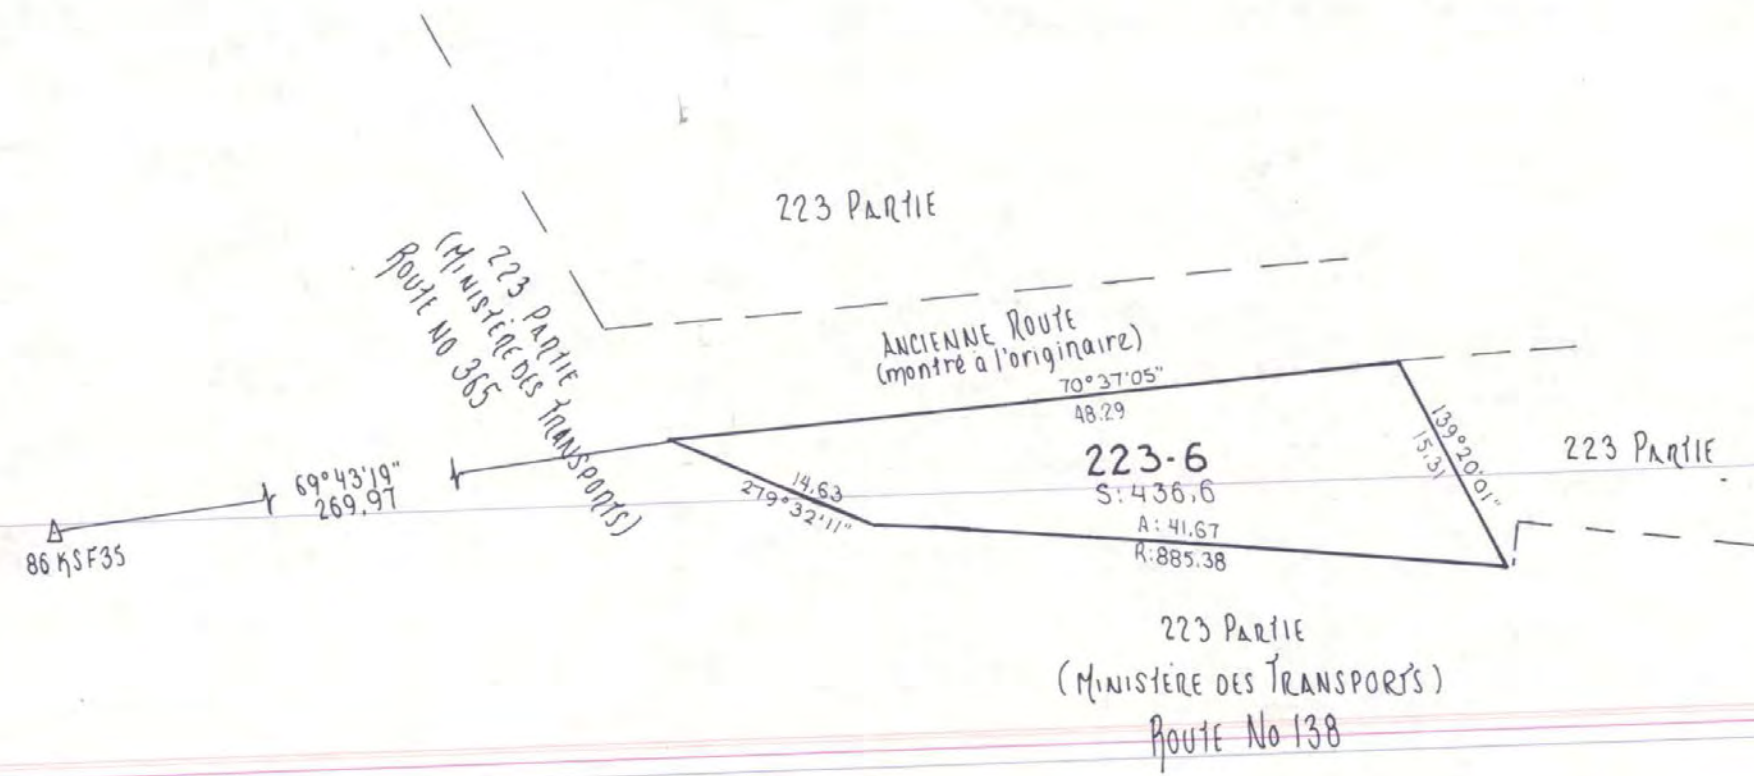 223 PARTIE
223 PARTIE
(MINISTÈRE DES TRANSPORTS)
ROUTE NO 365
ANCIENNE ROUTE
(montré à l'originaire)
70°37'05"
48.29
139°20'01"
15.31
223-6
S: 436,6
223 PARTIE
69°43'19"
269.97
86KSF35
14.63
279°32'11"
A: 41.67
R:885.38
223 PARTIE
(MINISTÈRE DES TRANSPORTS)
ROUTE No 138